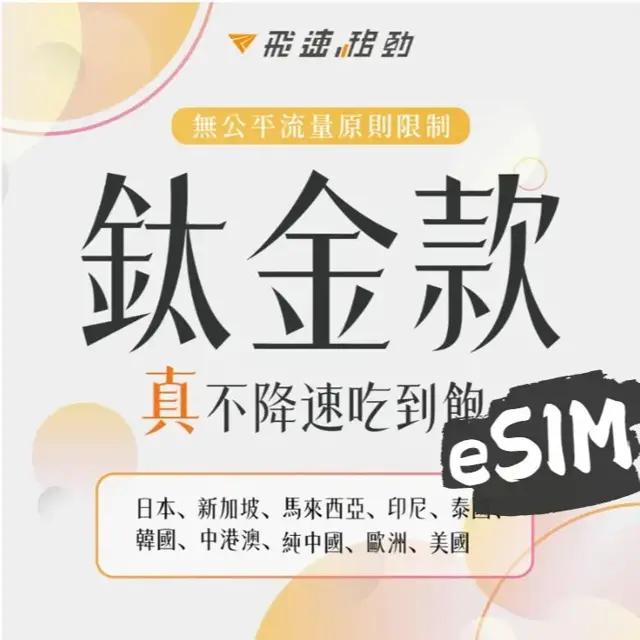 飛速移動
無公平流量原則限制
鈦金款
真不降速吃到飽
eSIM
日本、新加坡、馬來西亞、印尼、泰國、
韓國、中港澳、純中國、歐洲、美國